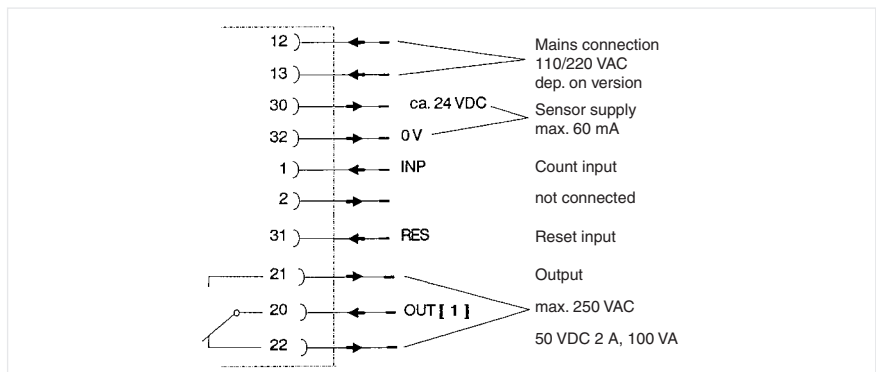 12
Mains connection
110/220 VAC
dep. on version
13
30 ca. 24 VDC
Sensor supply
max. 60 mA
32 0 V
1 INP Count input
2 not connected
31 RES Reset input
21 Output
20 OUT [ 1 ] max. 250 VAC
22 50 VDC 2 A, 100 VA